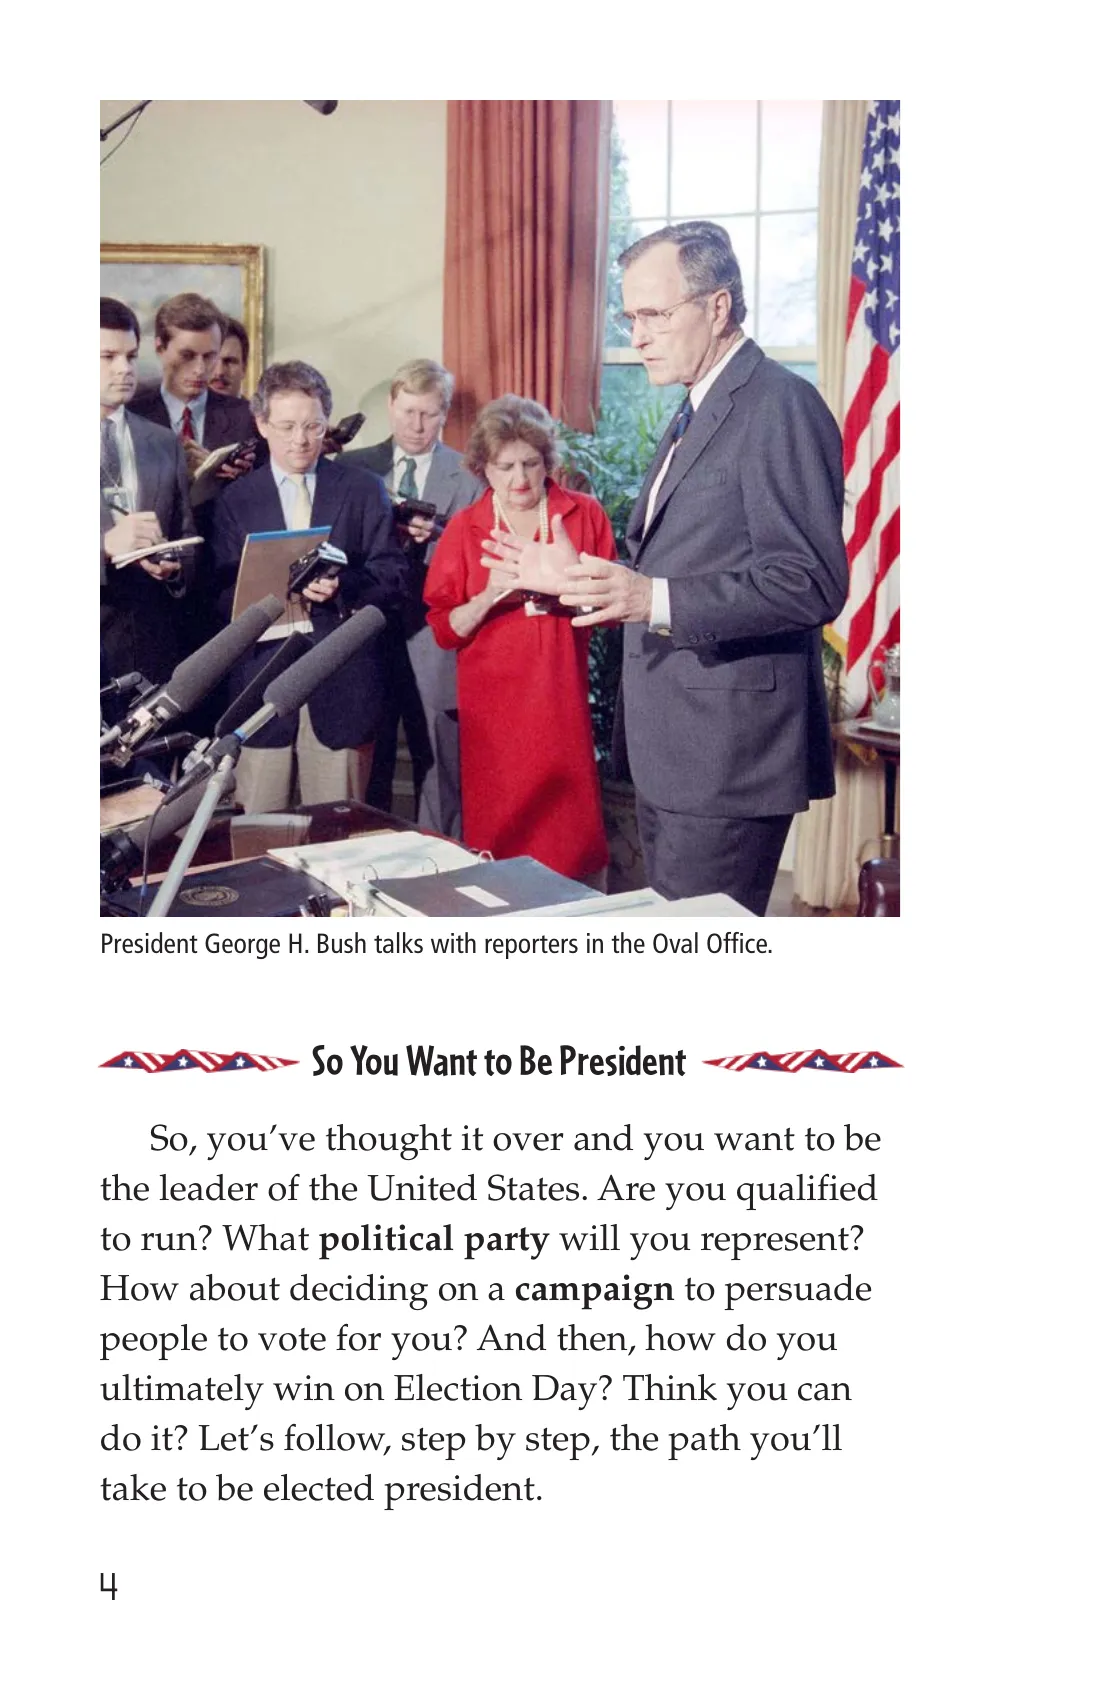 President George H. Bush talks with reporters in the Oval Office.
So You Want to Be President
So, you’ve thought it over and you want to be
the leader of the United States. Are you qualified
to run? What political party will you represent?
How about deciding on a campaign to persuade
people to vote for you? And then, how do you
ultimately win on Election Day? Think you can
do it? Let’s follow, step by step, the path you’ll
take to be elected president.
4